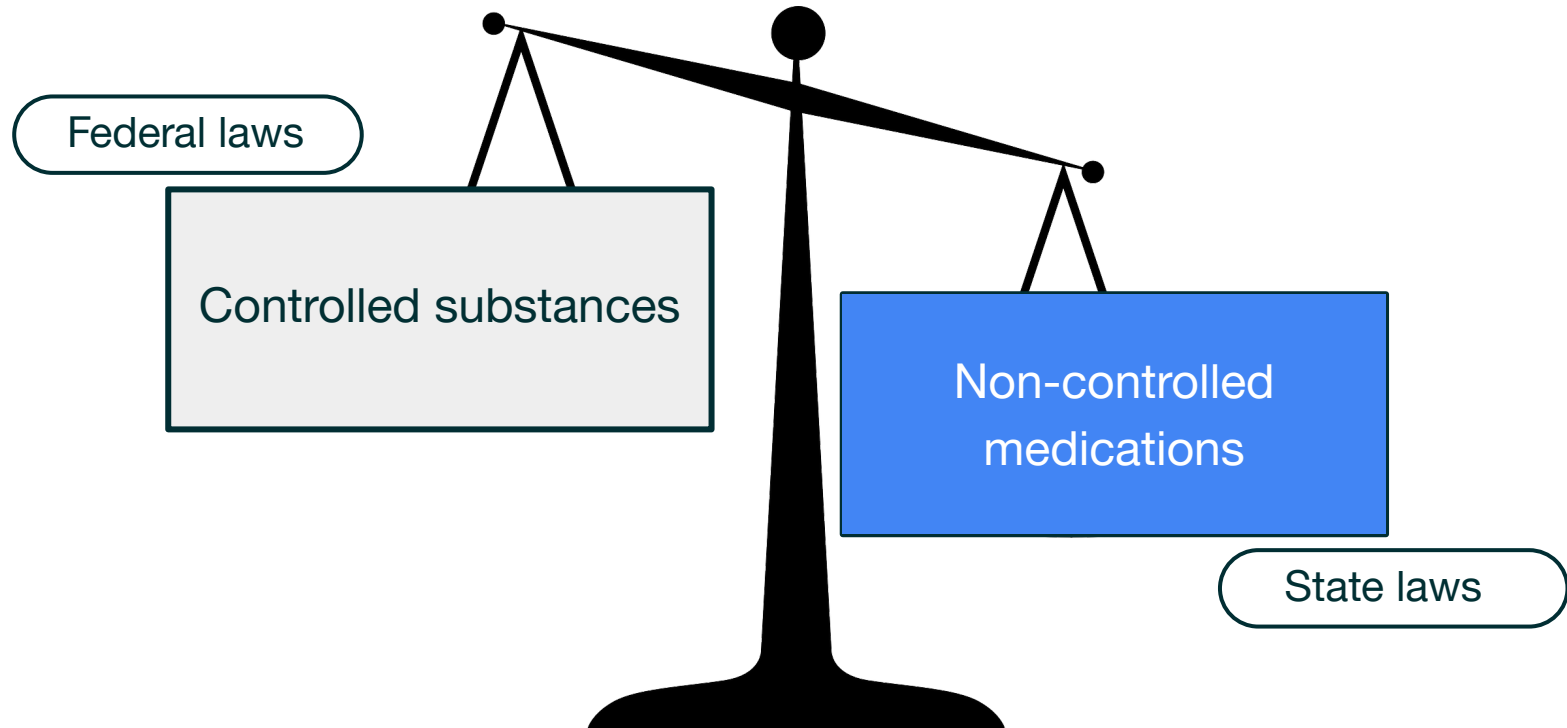 Federal laws
Controlled substances
Non-controlled
medications
State laws